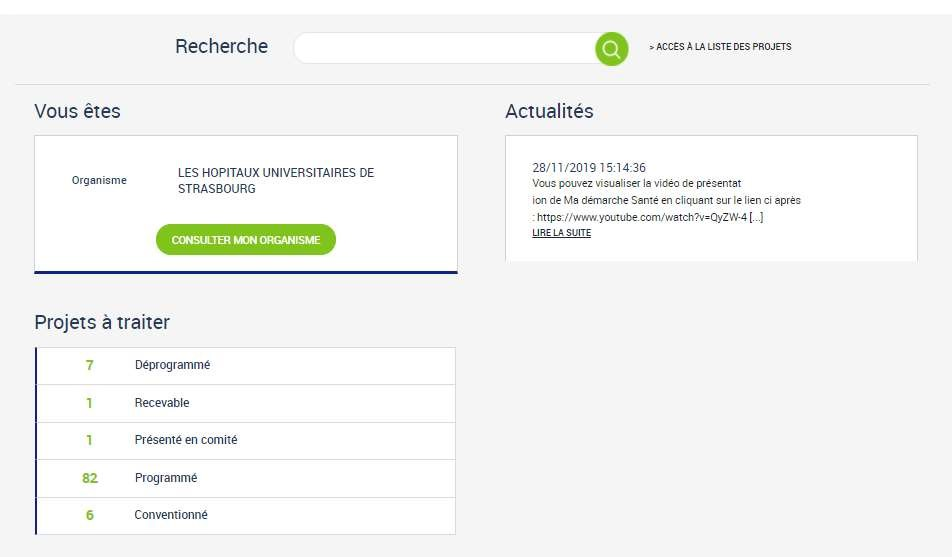 Recherche
> ACCÈS À LA LISTE DES PROJETS
Vous êtes
Organisme
LES HOPITAUX UNIVERSITAIRES DE
STRASBOURG
CONSULTER MON ORGANISME
Actualités
28/11/2019 15:14:36
Vous pouvez visualiser la vidéo de présentat
ion de Ma démarche Santé en cliquant sur le lien ci après
: https://www.youtube.com/watch?v=QyZW-4 [...]
LIRE LA SUITE
Projets à traiter
7 Déprogrammé
1 Recevable
1 Présenté en comité
82 Programmé
6 Conventionné